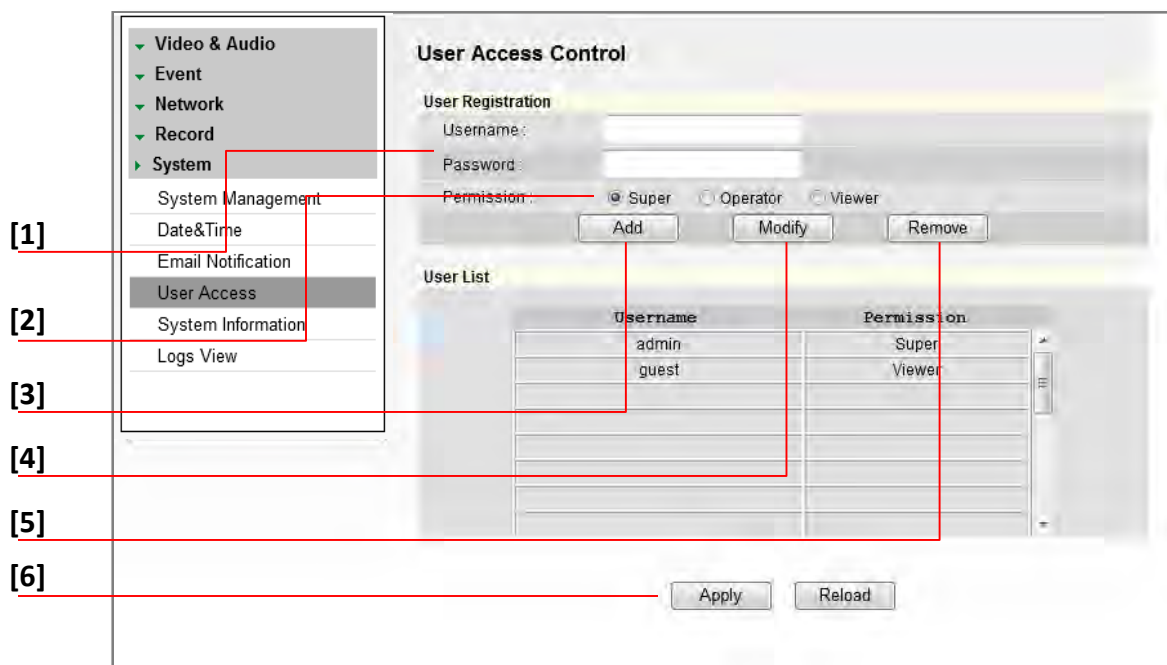 Video & Audio
Event
Network
Record
System
System Management
Date&Time
Email Notification
User Access
System Information
Logs View
User Access Control
User Registration
Username :
Password :
Permission : Super Operator Viewer
Add Modify Remove
User List
Username Permission
admin Super
guest Viewer
Apply Reload
[1]
[2]
[3]
[4]
[5]
[6]